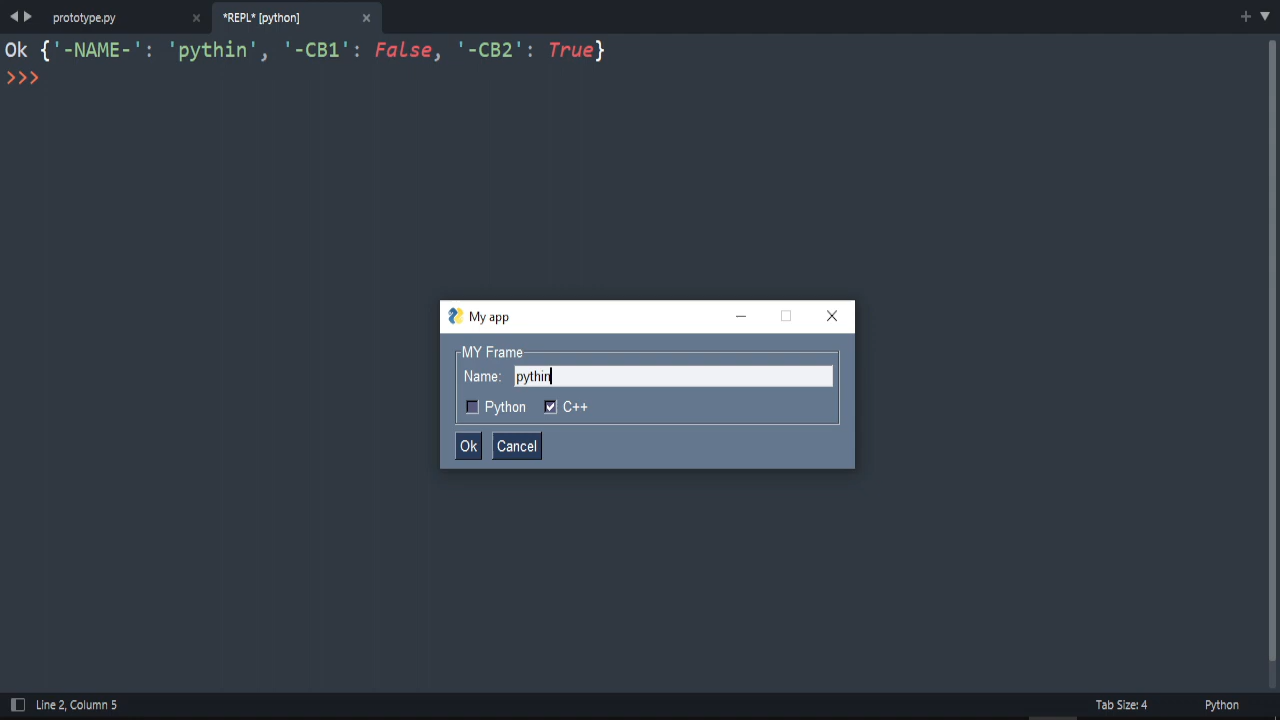 prototype.py × *REPL* [python] ×
Ok {'-NAME-': 'pythin', '-CB1': False, '-CB2': True}
>>>
My app
MY Frame
Name: pythin
Python C++
Ok Cancel
Line 2, Column 5 Tab Size: 4 Python